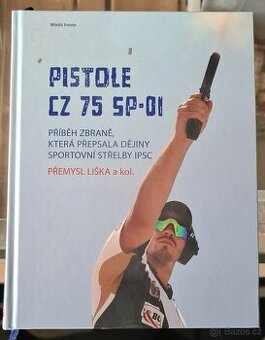 Mladá fronta
PISTOLE
CZ 75 SP-01
PŘÍBĚH ZBRANĚ,
KTERÁ PŘEPSALA DĚJINY
SPORTOVNÍ STŘELBY IPSC
PŘEMYSL LIŠKA a kol.
Bazos.cz